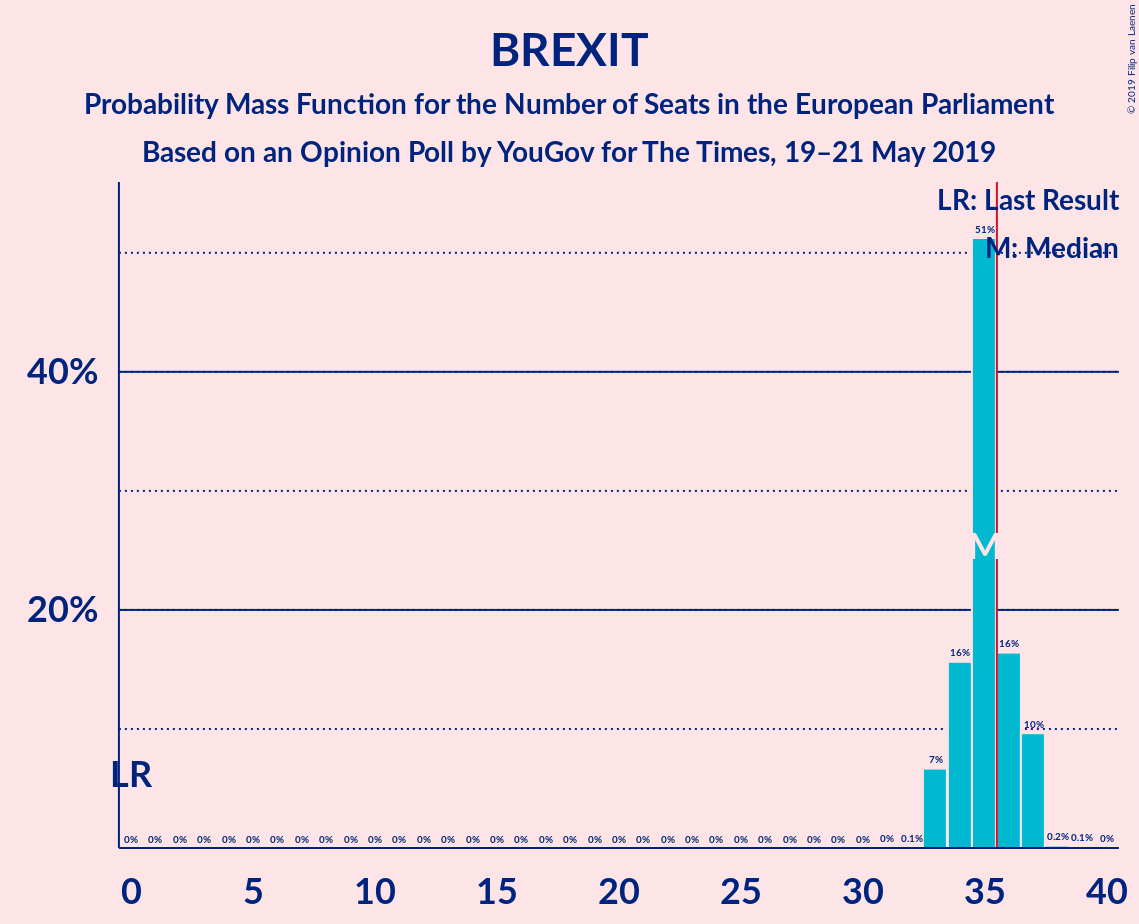 BREXIT
Probability Mass Function for the Number of Seats in the European Parliament
Based on an Opinion Poll by YouGov for The Times, 19–21 May 2019
© 2019 Filip van Laenen
LR: Last Result
M: Median
51%
40%
M
20%
16%
16%
10%
7%
LR
0% 0% 0% 0% 0% 0% 0% 0% 0% 0% 0% 0% 0% 0% 0% 0% 0% 0% 0% 0% 0% 0% 0% 0% 0% 0% 0% 0% 0% 0% 0% 0% 0.1% 0.2% 0.1% 0%
0 5 10 15 20 25 30 35 40